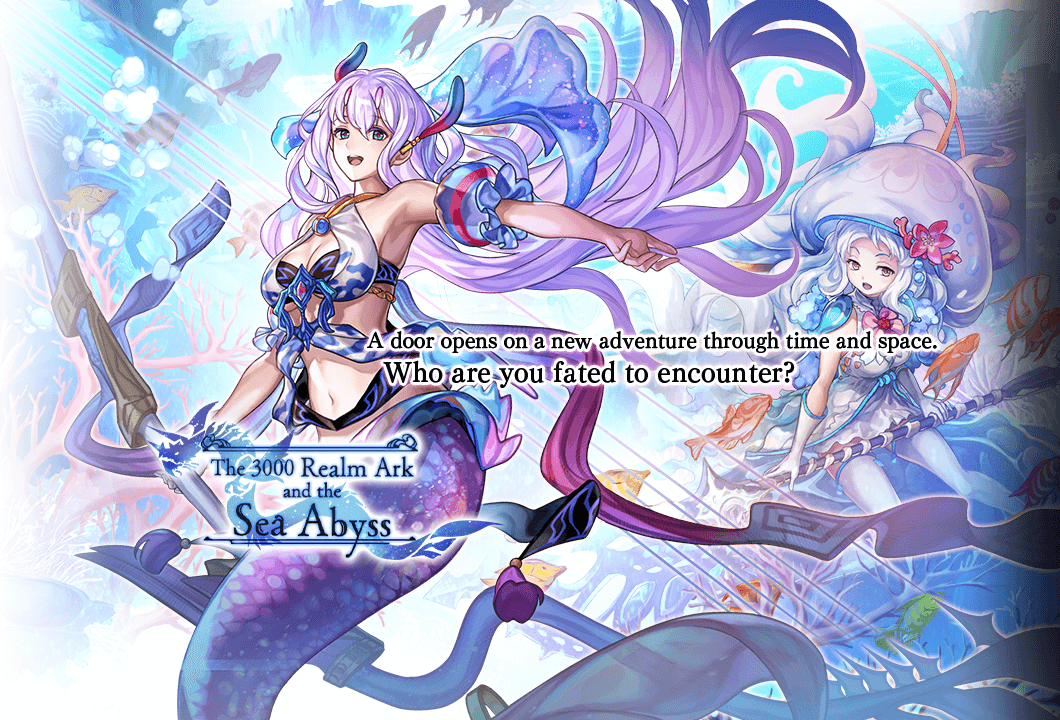 A door opens on a new adventure through time and space.
Who are you fated to encounter?
The 3000 Realm Ark
and the
Sea Abyss